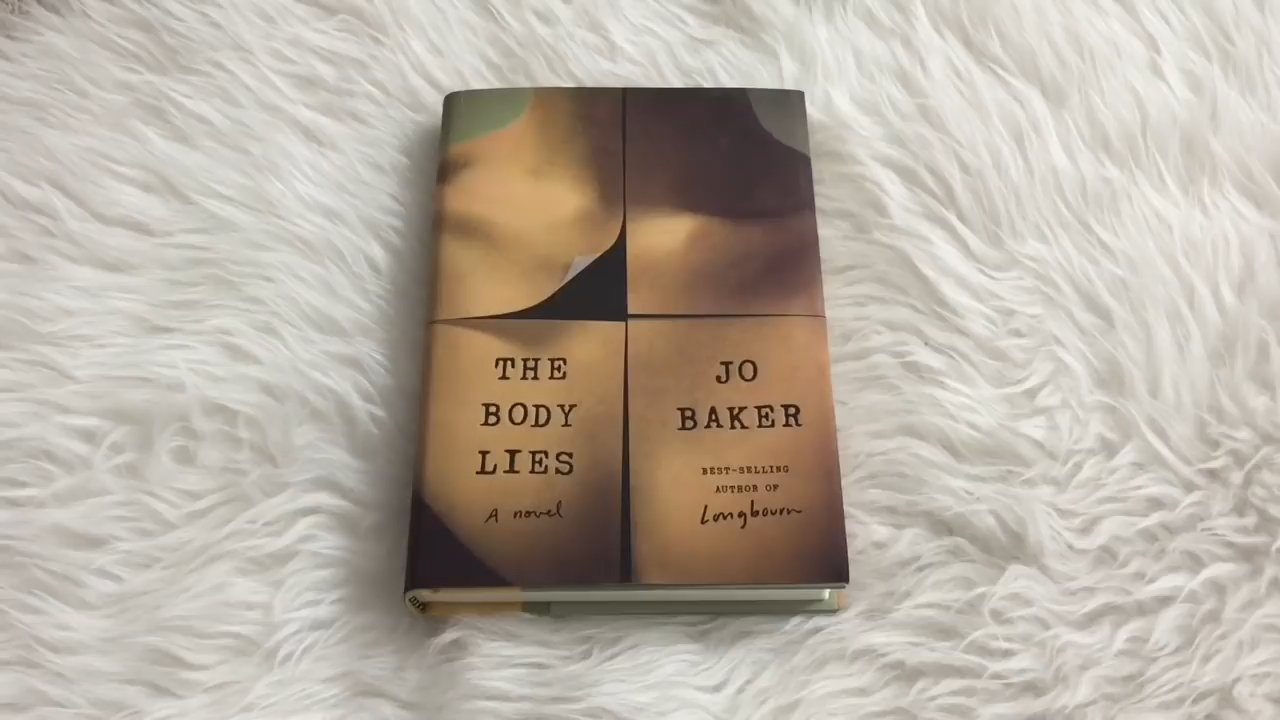 THE
BODY
LIES
A novel
JO
BAKER
BEST-SELLING
AUTHOR OF
Longbourn